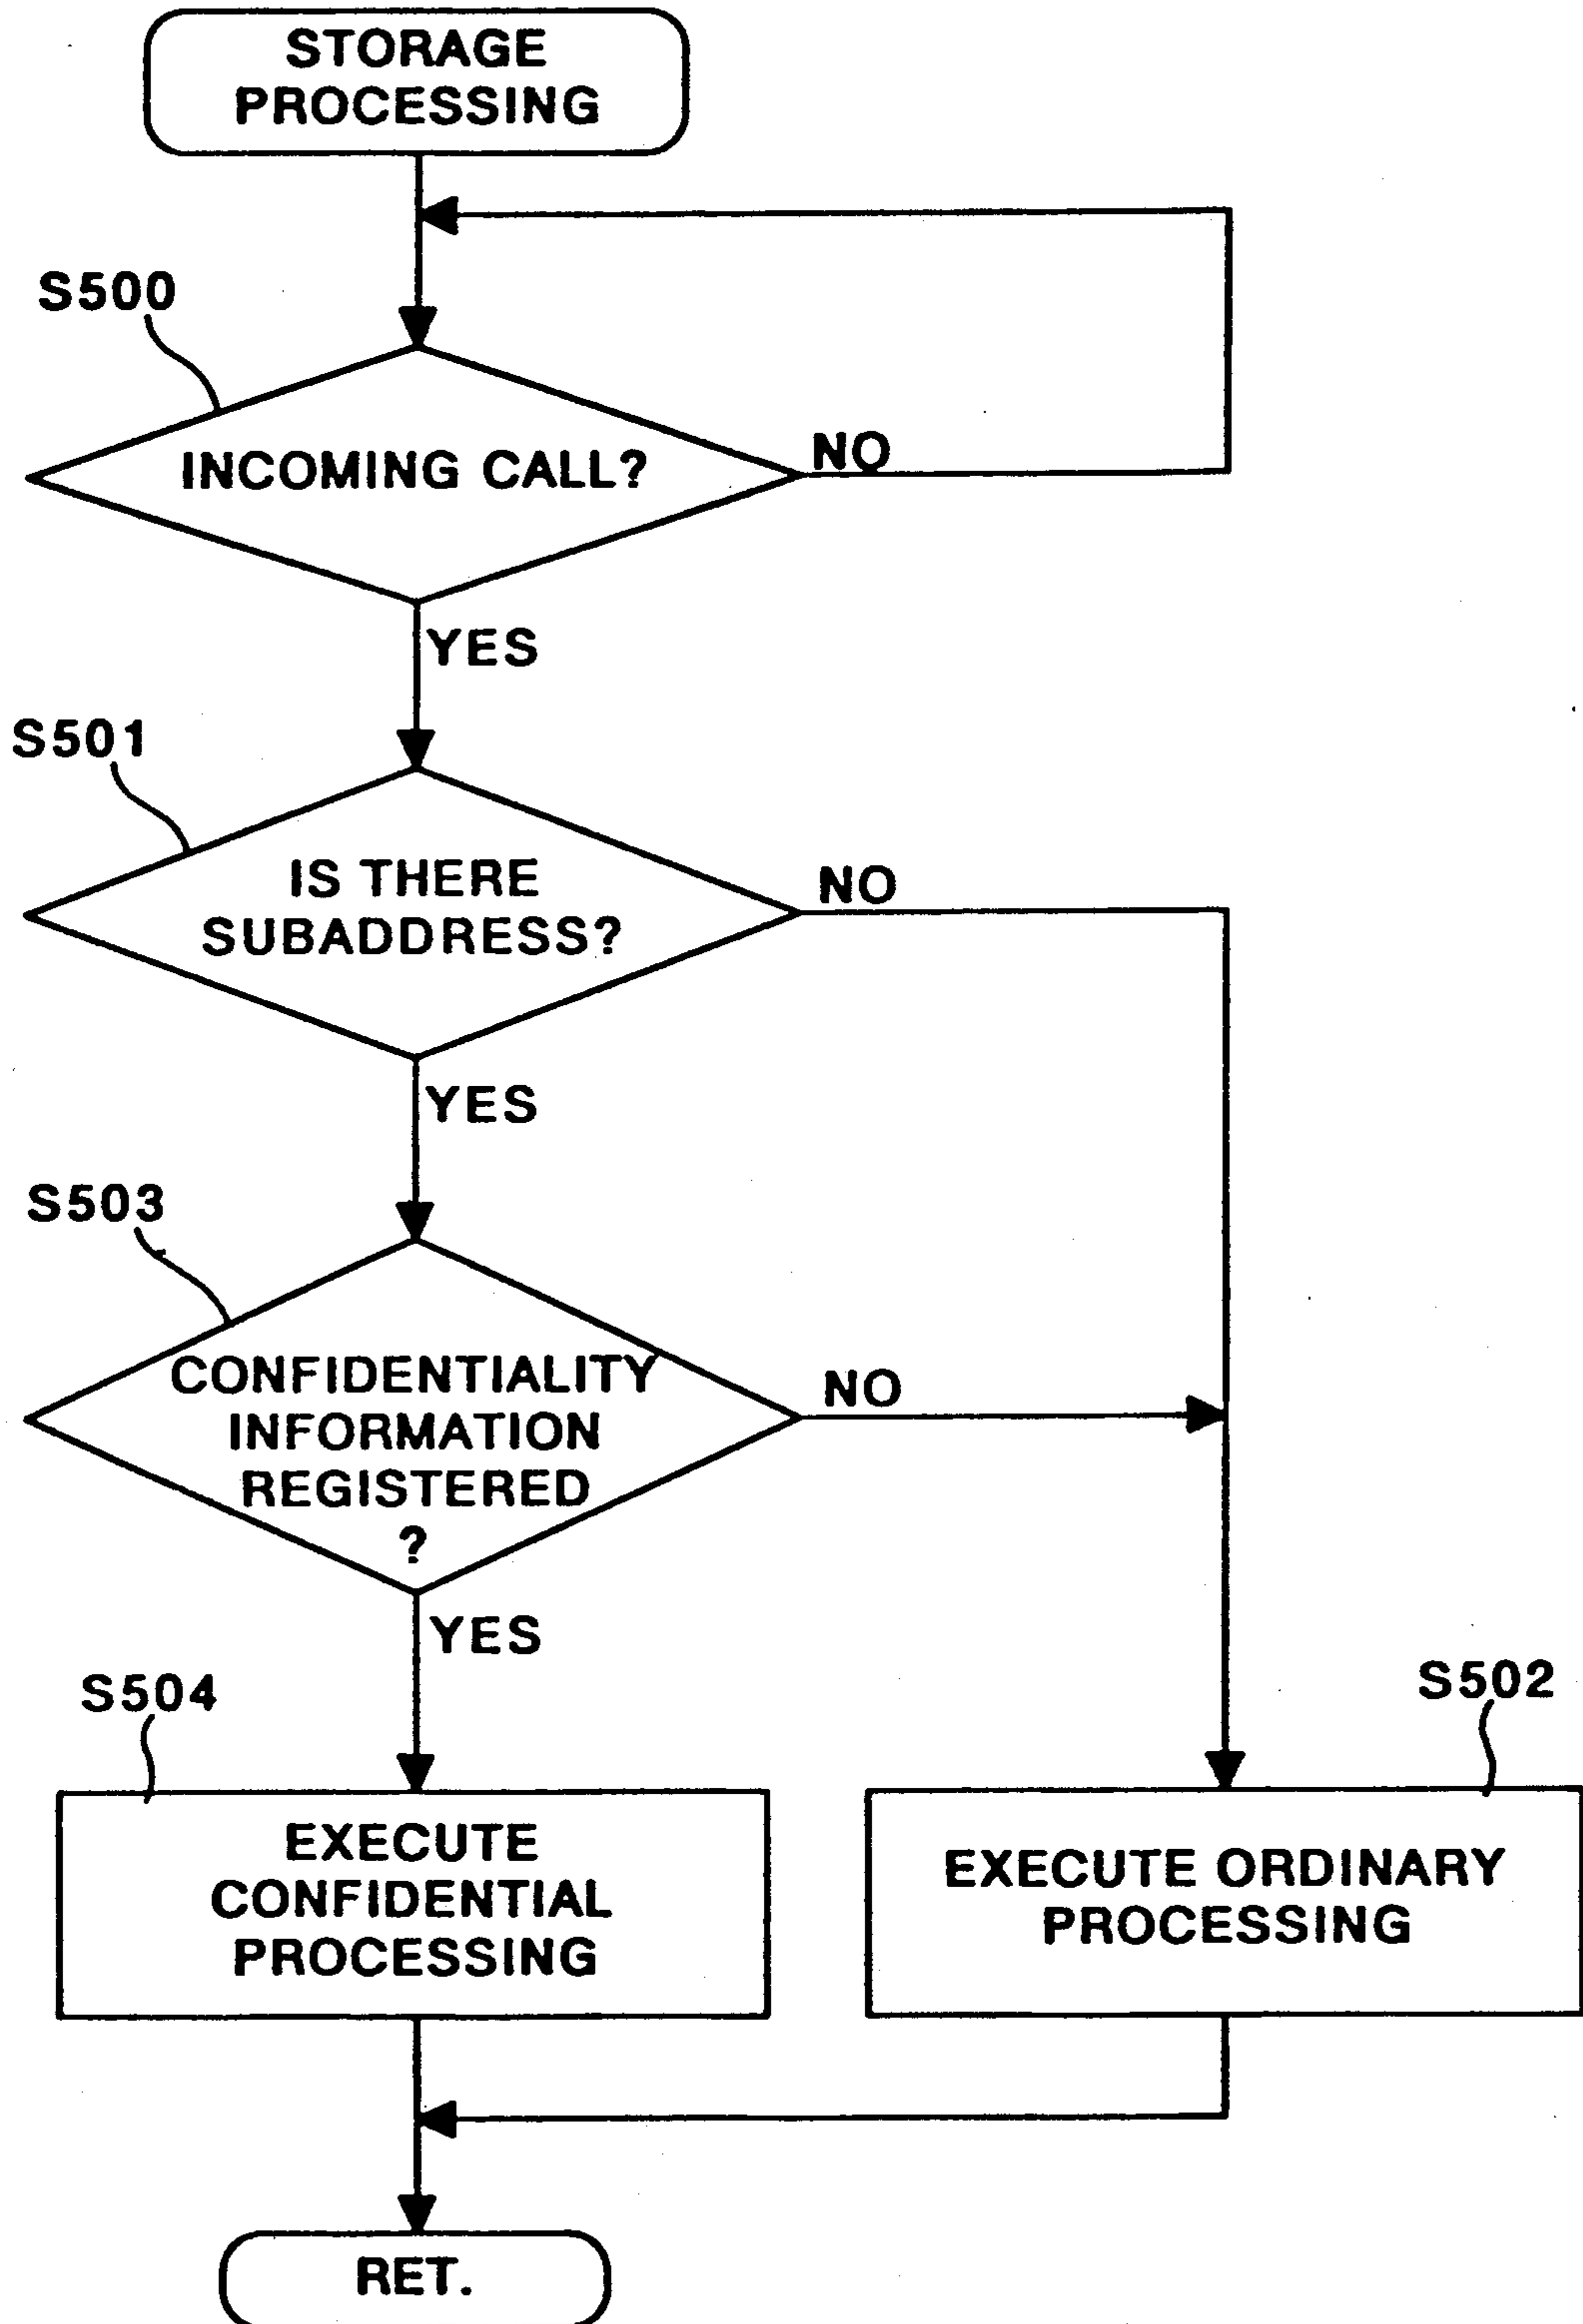 STORAGE
PROCESSING
S500
INCOMING CALL?
NO
YES
S501
IS THERE
SUBADDRESS?
NO
YES
S503
CONFIDENTIALITY
INFORMATION
REGISTERED
?
NO
YES
S504
EXECUTE
CONFIDENTIAL
PROCESSING
S502
EXECUTE ORDINARY
PROCESSING
RET.